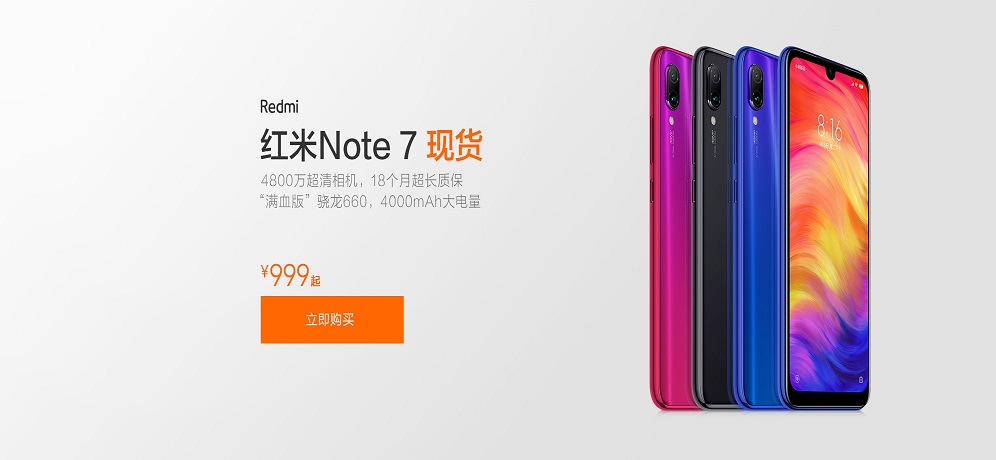 Redmi
红米Note 7 现货
4800万超清相机，18个月超长质保
“满血版”骁龙660，4000mAh大电量
¥999起
立即购买
8:16